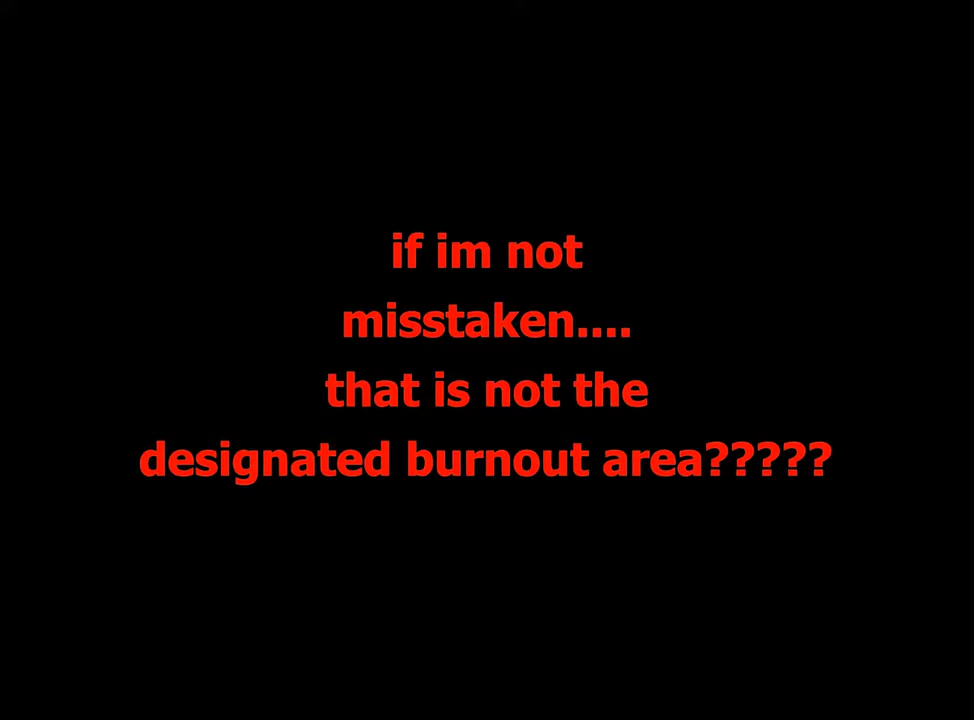 if im not
misstaken....
that is not the
designated burnout area?????